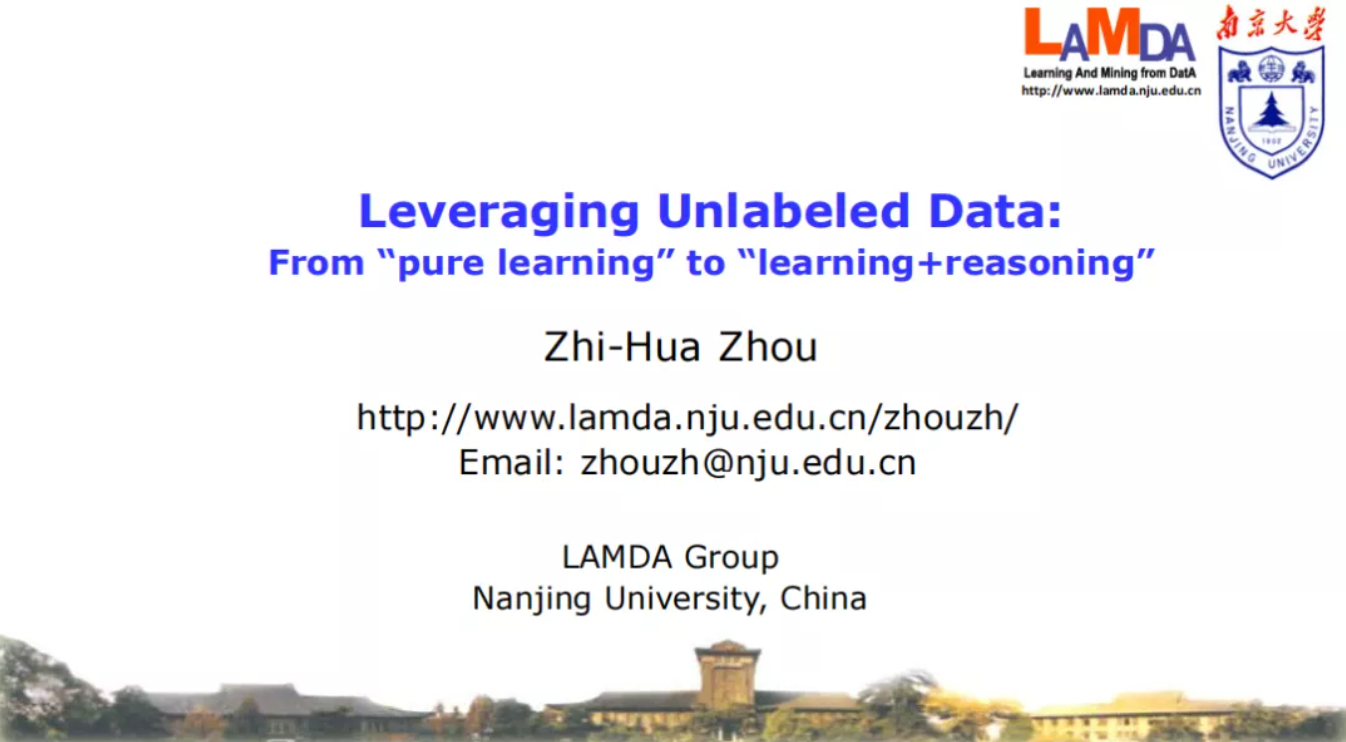 LAMDA
Learning And Mining from DatA
http://www.lamda.nju.edu.cn
南京大學
NANJING UNIVERSITY
1902
Leveraging Unlabeled Data:
From “pure learning” to “learning+reasoning”
Zhi-Hua Zhou
http://www.lamda.nju.edu.cn/zhouzh/
Email: zhouzh@nju.edu.cn
LAMDA Group
Nanjing University, China